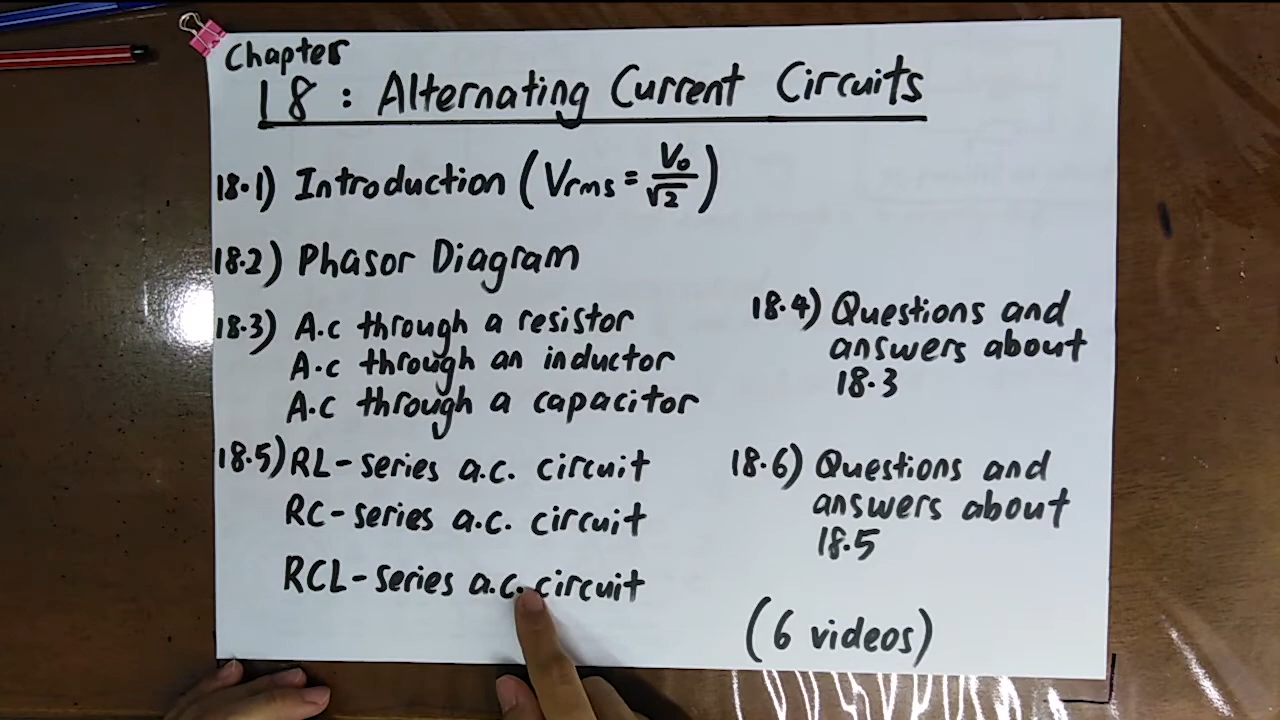 Chapter
18 : Alternating Current Circuits
18.1) Introduction (Vrms = V₀/√2)
18.2) Phasor Diagram
18.3) A.c through a resistor
A.c through an inductor
A.c through a capacitor
18.4) Questions and
answers about
18.3
18.5) RL-series a.c. circuit
RC-series a.c. circuit
RCL-series a.c. circuit
18.6) Questions and
answers about
18.5
(6 videos)